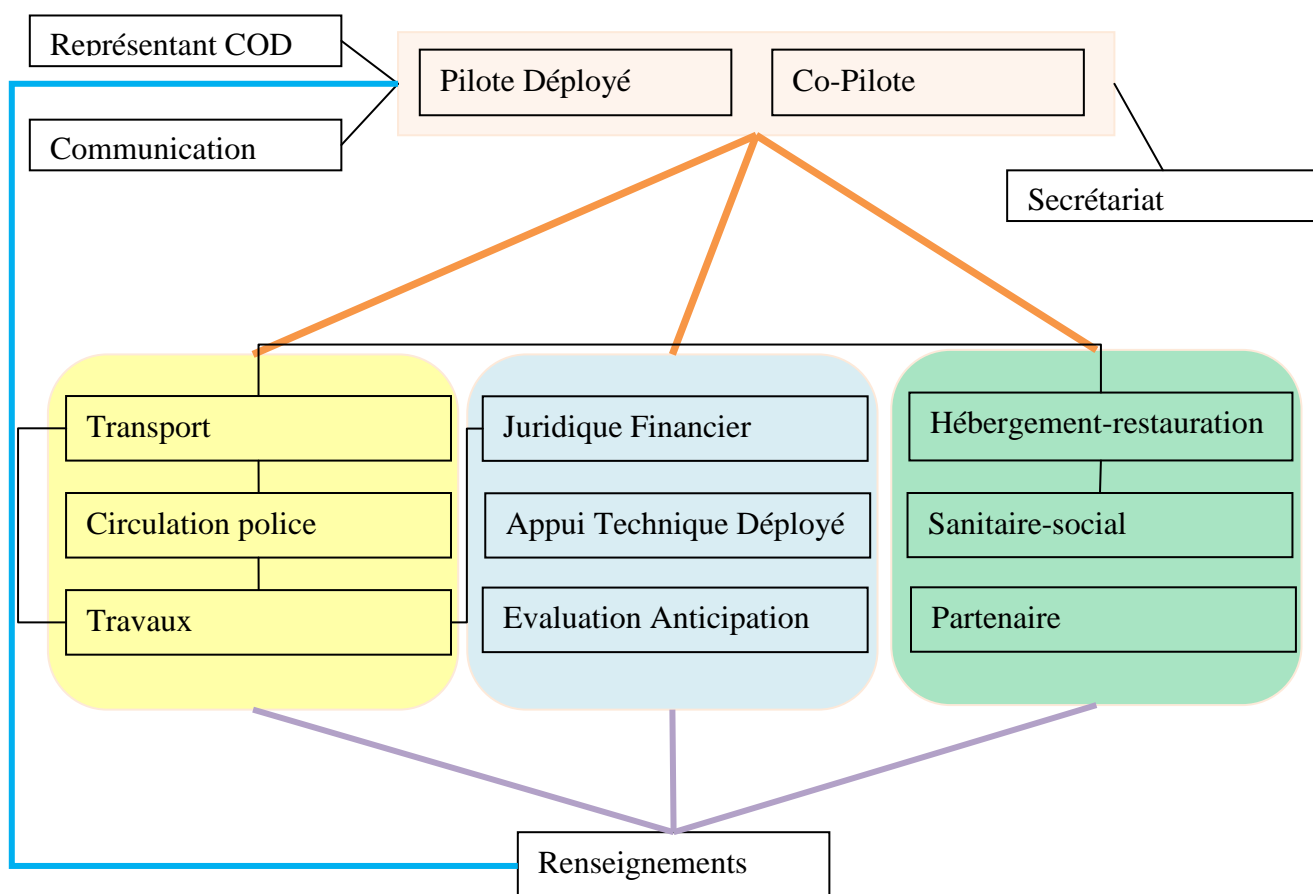 Représentant COD
Pilote Déployé
Co-Pilote
Communication
Secrétariat
Transport
Circulation police
Travaux
Juridique Financier
Appui Technique Déployé
Evaluation Anticipation
Hébergement-restauration
Sanitaire-social
Partenaire
Renseignements